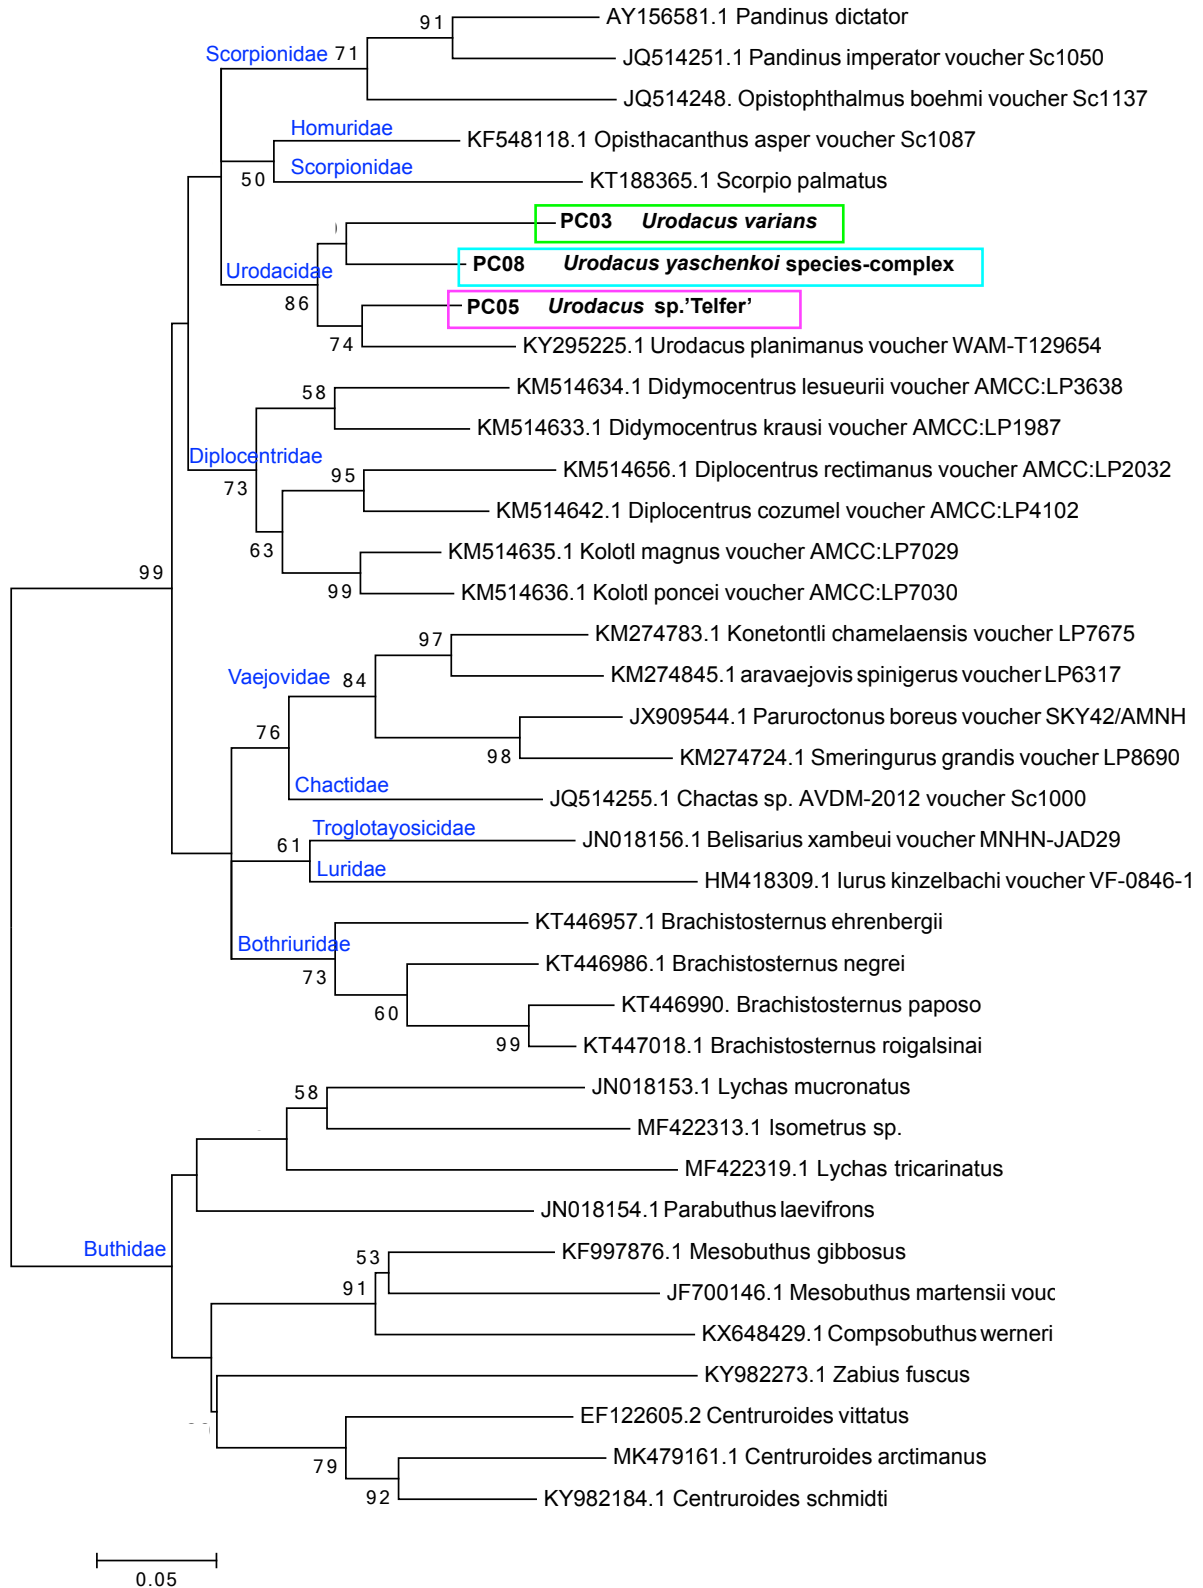 91
AY156581.1 Pandinus dictator
Scorpionidae 71
JQ514251.1 Pandinus imperator voucher Sc1050
JQ514248. Opistophthalmus boehmi voucher Sc1137
Homuridae
KF548118.1 Opisthacanthus asper voucher Sc1087
Scorpionidae
50
KT188365.1 Scorpio palmatus
PC03 Urodacus varians
PC08 Urodacus yaschenkoi species-complex
Urodacidae
86
PC05 Urodacus sp.'Telfer'
74
KY295225.1 Urodacus planimanus voucher WAM-T129654
58
KM514634.1 Didymocentrus lesueurii voucher AMCC:LP3638
KM514633.1 Didymocentrus krausi voucher AMCC:LP1987
Diplocentridae
73
95
KM514656.1 Diplocentrus rectimanus voucher AMCC:LP2032
KM514642.1 Diplocentrus cozumel voucher AMCC:LP4102
63
KM514635.1 Kolotl magnus voucher AMCC:LP7029
99
99
KM514636.1 Kolotl poncei voucher AMCC:LP7030
97
KM274783.1 Konetontli chamelaensis voucher LP7675
Vaejovidae 84
KM274845.1 aravaejovis spinigerus voucher LP6317
76
JX909544.1 Paruroctonus boreus voucher SKY42/AMNH
98
KM274724.1 Smeringurus grandis voucher LP8690
Chactidae
JQ514255.1 Chactas sp. AVDM-2012 voucher Sc1000
Troglotayosicidae
61
JN018156.1 Belisarius xambeui voucher MNHN-JAD29
Luridae
HM418309.1 Iurus kinzelbachi voucher VF-0846-1
KT446957.1 Brachistosternus ehrenbergii
Bothriuridae
73
KT446986.1 Brachistosternus negrei
60
KT446990. Brachistosternus paposo
99
KT447018.1 Brachistosternus roigalsinai
58
JN018153.1 Lychas mucronatus
MF422313.1 Isometrus sp.
MF422319.1 Lychas tricarinatus
JN018154.1 Parabuthus laevifrons
Buthidae
53
KF997876.1 Mesobuthus gibbosus
91
JF700146.1 Mesobuthus martensii vouc
KX648429.1 Compsobuthus werneri
KY982273.1 Zabius fuscus
EF122605.2 Centruroides vittatus
79
MK479161.1 Centruroides arctimanus
92
KY982184.1 Centruroides schmidti
0.05